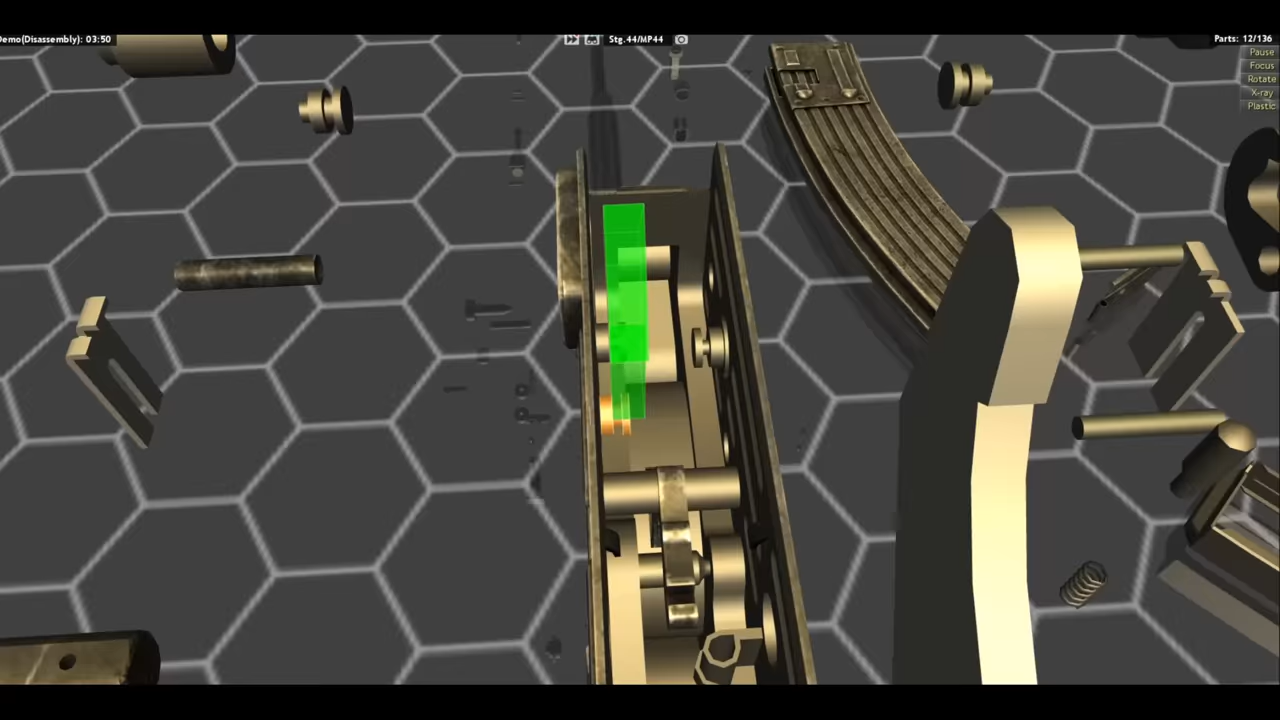 Demo(Disassembly): 03:50
Stg.44/MP44
Parts: 12/136
Pause
Focus
Rotate
X-ray
Plastic